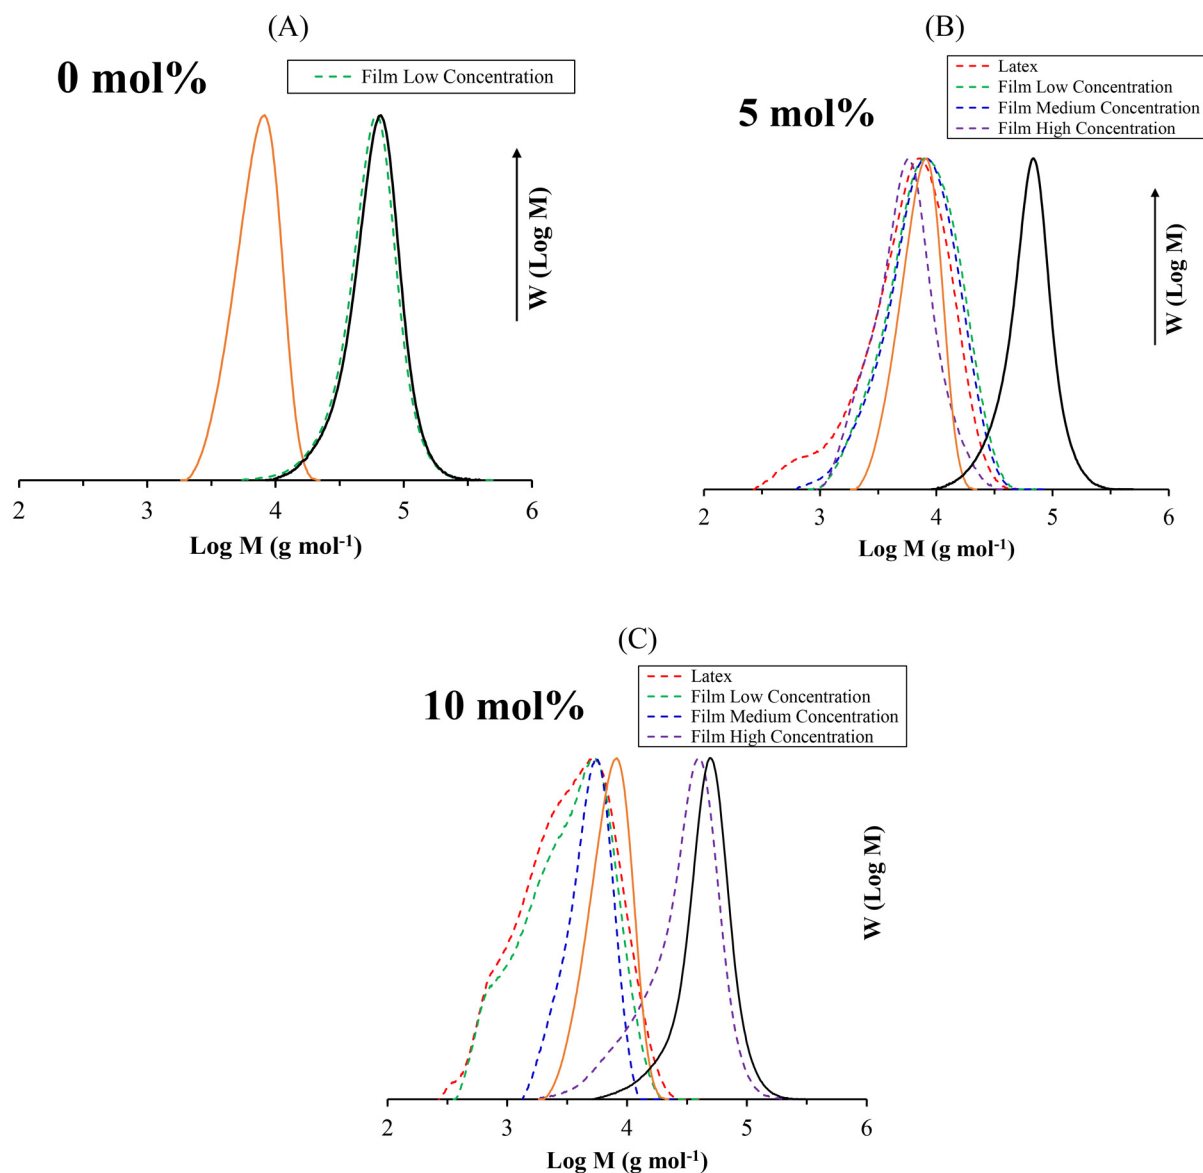 (A)
0 mol%
Film Low Concentration
W (Log M)
2 3 4 5 6
Log M (g mol⁻¹)
(B)
5 mol%
Latex
Film Low Concentration
Film Medium Concentration
Film High Concentration
W (Log M)
2 3 4 5 6
Log M (g mol⁻¹)
(C)
10 mol%
Latex
Film Low Concentration
Film Medium Concentration
Film High Concentration
W (Log M)
2 3 4 5 6
Log M (g mol⁻¹)